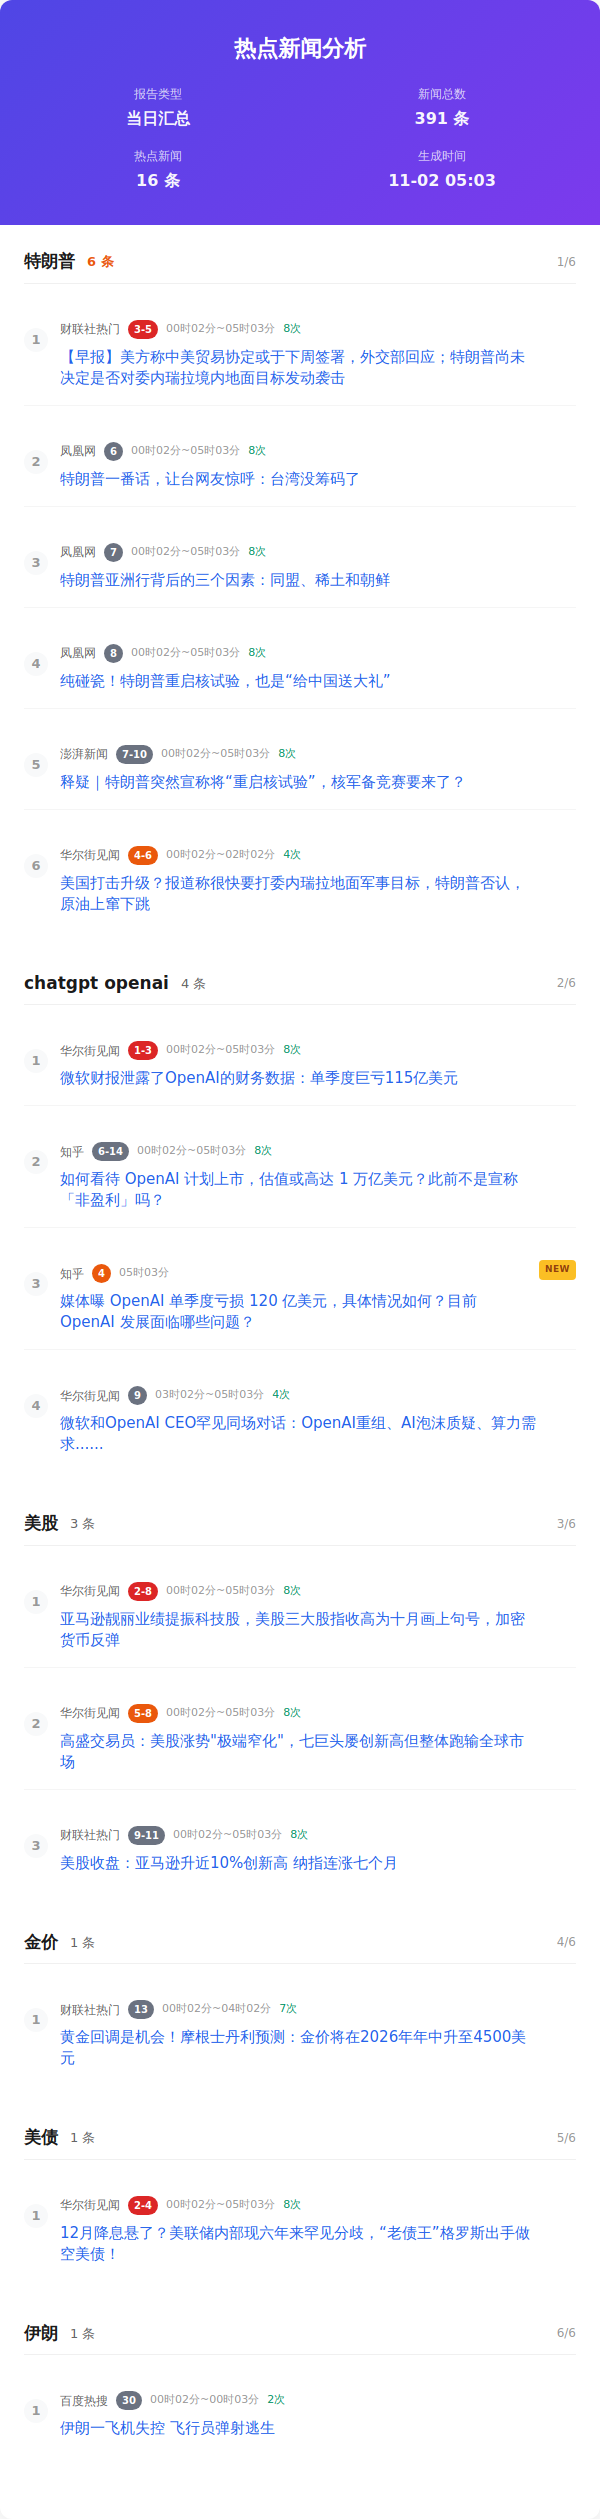 热点新闻分析
报告类型
新闻总数
当日汇总
391 条
热点新闻
生成时间
16 条
11-02 05:03
特朗普 6 条 1/6
1
财联社热门 3-5 00时02分~05时03分 8次
【早报】美方称中美贸易协定或于下周签署，外交部回应；特朗普尚未
决定是否对委内瑞拉境内地面目标发动袭击
2
凤凰网 6 00时02分~05时03分 8次
特朗普一番话，让台网友惊呼：台湾没筹码了
3
凤凰网 7 00时02分~05时03分 8次
特朗普亚洲行背后的三个因素：同盟、稀土和朝鲜
4
凤凰网 8 00时02分~05时03分 8次
纯碰瓷！特朗普重启核试验，也是“给中国送大礼”
5
澎湃新闻 7-10 00时02分~05时03分 8次
释疑｜特朗普突然宣称将“重启核试验”，核军备竞赛要来了？
6
华尔街见闻 4-6 00时02分~02时02分 4次
美国打击升级？报道称很快要打委内瑞拉地面军事目标，特朗普否认，
原油上窜下跳
chatgpt openai 4 条 2/6
1
华尔街见闻 1-3 00时02分~05时03分 8次
微软财报泄露了OpenAI的财务数据：单季度巨亏115亿美元
2
知乎 6-14 00时02分~05时03分 8次
如何看待 OpenAI 计划上市，估值或高达 1 万亿美元？此前不是宣称
「非盈利」吗？
3
知乎 4 05时03分 NEW
媒体曝 OpenAI 单季度亏损 120 亿美元，具体情况如何？目前
OpenAI 发展面临哪些问题？
4
华尔街见闻 9 03时02分~05时03分 4次
微软和OpenAI CEO罕见同场对话：OpenAI重组、AI泡沫质疑、算力需
求……
美股 3 条 3/6
1
华尔街见闻 2-8 00时02分~05时03分 8次
亚马逊靓丽业绩提振科技股，美股三大股指收高为十月画上句号，加密
货币反弹
2
华尔街见闻 5-8 00时02分~05时03分 8次
高盛交易员：美股涨势"极端窄化"，七巨头屡创新高但整体跑输全球市
场
3
财联社热门 9-11 00时02分~05时03分 8次
美股收盘：亚马逊升近10%创新高 纳指连涨七个月
金价 1 条 4/6
1
财联社热门 13 00时02分~04时02分 7次
黄金回调是机会！摩根士丹利预测：金价将在2026年年中升至4500美
元
美债 1 条 5/6
1
华尔街见闻 2-4 00时02分~05时03分 8次
12月降息悬了？美联储内部现六年来罕见分歧，“老债王”格罗斯出手做
空美债！
伊朗 1 条 6/6
1
百度热搜 30 00时02分~00时03分 2次
伊朗一飞机失控 飞行员弹射逃生